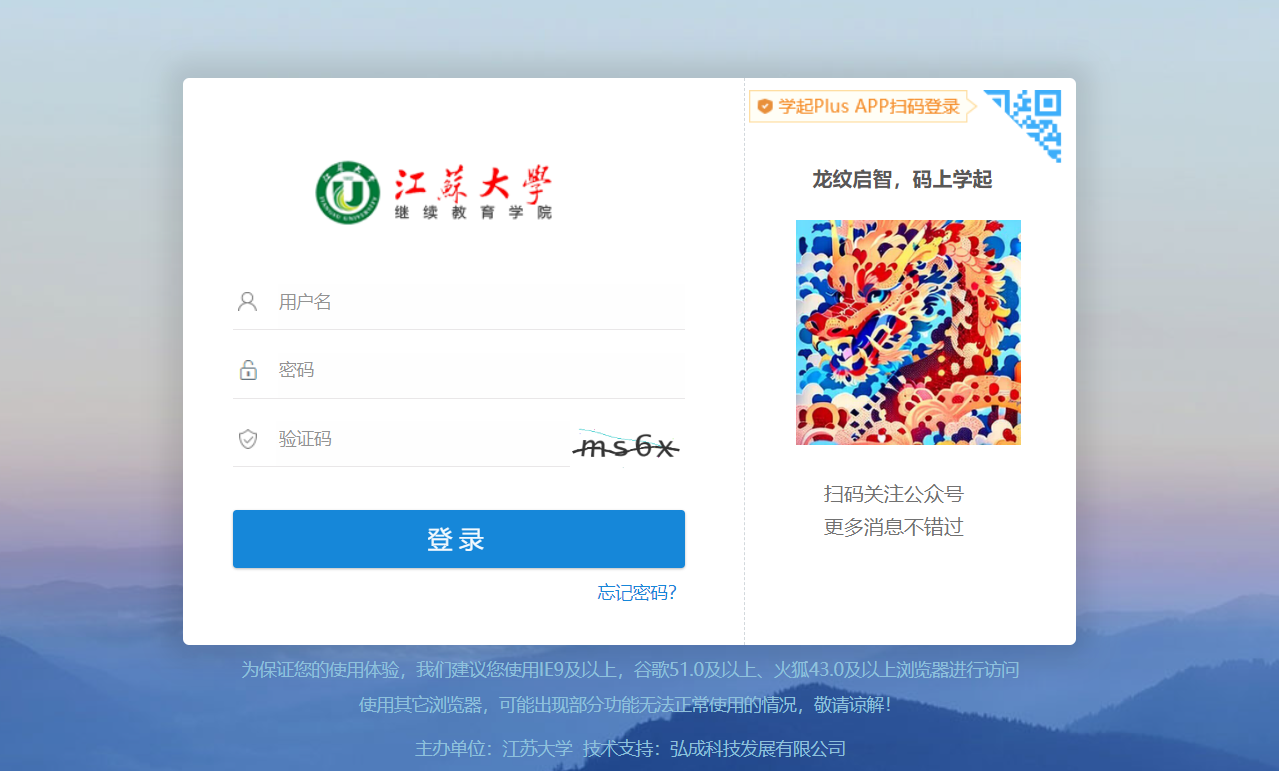 学起Plus APP扫码登录
江蘇大學
JIANGSU UNIVERSITY
继续教育学院
用户名
密码
验证码
ms6x
登录
忘记密码?
龙纹启智，码上学起
扫码关注公众号
更多消息不错过
为保证您的使用体验，我们建议您使用IE9及以上，谷歌51.0及以上、火狐43.0及以上浏览器进行访问
使用其它浏览器，可能出现部分功能无法正常使用的情况，敬请谅解！
主办单位：江苏大学 技术支持：弘成科技发展有限公司